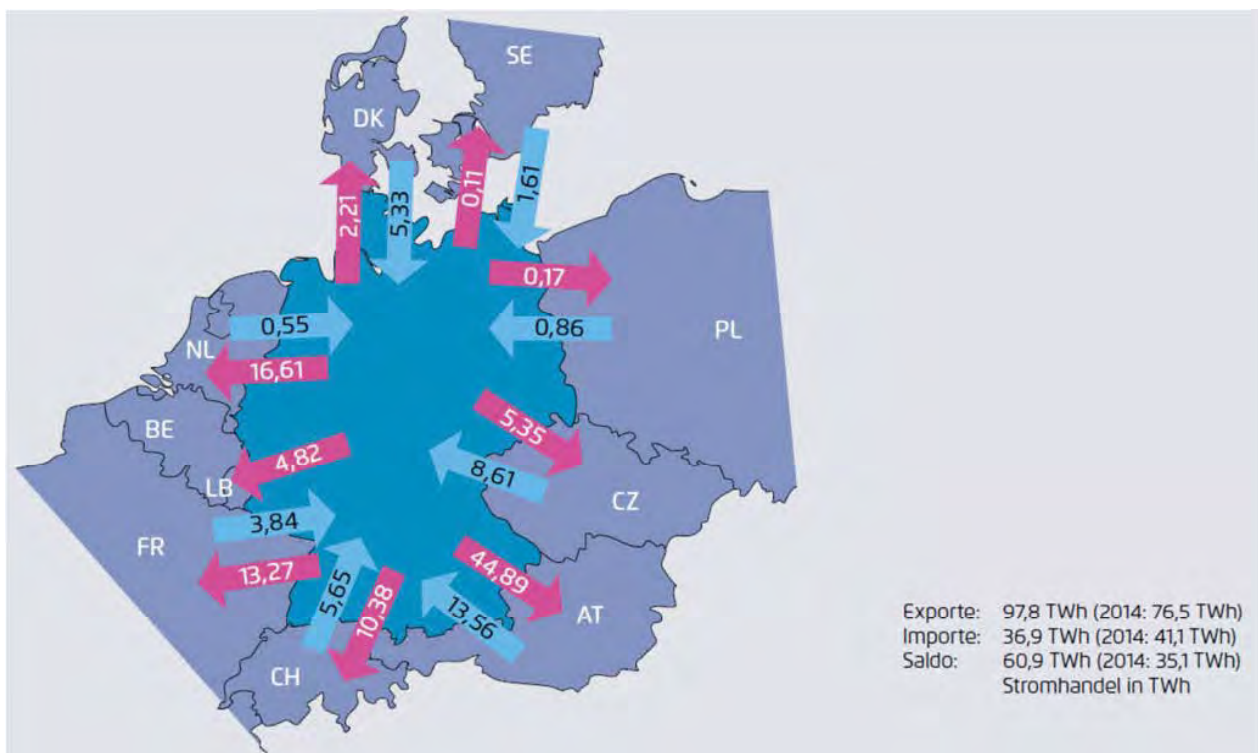 SE
DK
2,21
5,33
0,11
1,61
0,17
0,86
PL
0,55
NL
16,61
BE
4,82
LB
5,35
8,61
CZ
FR
3,84
13,27
5,65
10,38
44,89
13,56
AT
CH
Exporte: 97,8 TWh (2014: 76,5 TWh)
Importe: 36,9 TWh (2014: 41,1 TWh)
Saldo: 60,9 TWh (2014: 35,1 TWh)
Stromhandel in TWh